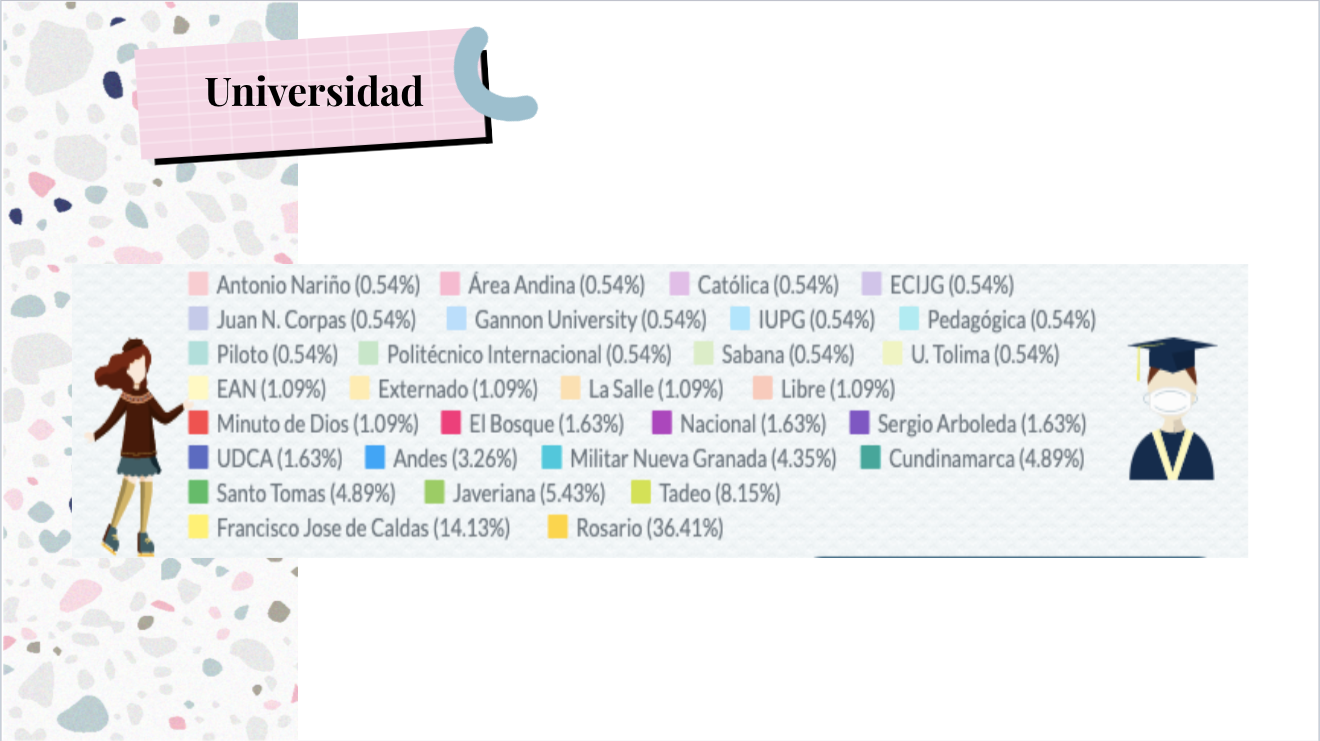 Universidad
Antonio Nariño (0.54%) Área Andina (0.54%) Católica (0.54%) ECIJG (0.54%)
Juan N. Corpas (0.54%) Gannon University (0.54%) IUPG (0.54%) Pedagógica (0.54%)
Piloto (0.54%) Politécnico Internacional (0.54%) Sabana (0.54%) U. Tolima (0.54%)
EAN (1.09%) Externado (1.09%) La Salle (1.09%) Libre (1.09%)
Minuto de Dios (1.09%) El Bosque (1.63%) Nacional (1.63%) Sergio Arboleda (1.63%)
UDCA (1.63%) Andes (3.26%) Militar Nueva Granada (4.35%) Cundinamarca (4.89%)
Santo Tomas (4.89%) Javeriana (5.43%) Tadeo (8.15%)
Francisco Jose de Caldas (14.13%) Rosario (36.41%)